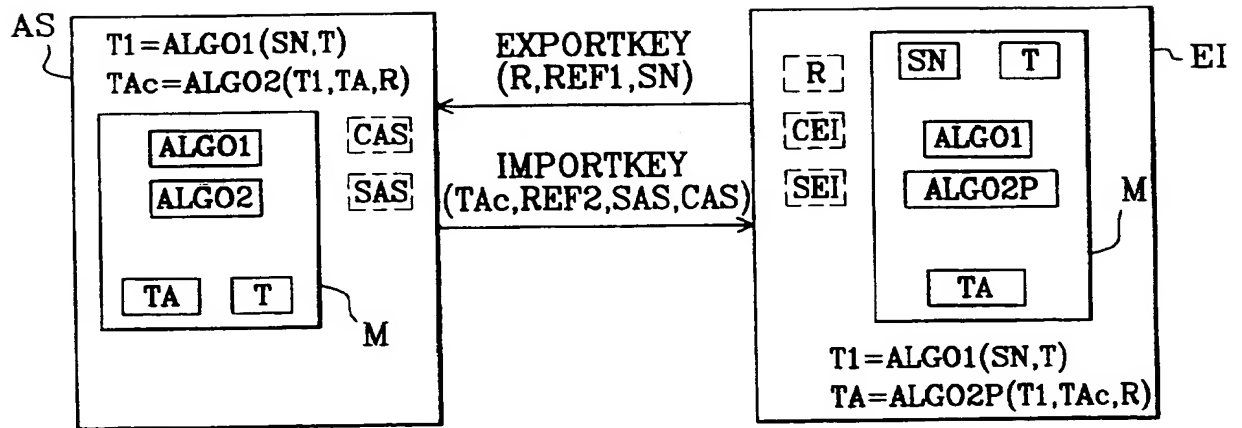 AS
T1=ALGO1(SN,T)
TAc=ALGO2(T1,TA,R)
ALGO1
ALGO2
CAS
SAS
TA
T
M
EXPORTKEY
(R,REF1,SN)
IMPORTKEY
(TAc,REF2,SAS,CAS)
EI
R
CEI
SEI
SN
T
ALGO1
ALGO2P
TA
M
T1=ALGO1(SN,T)
TA=ALGO2P(T1,TAc,R)